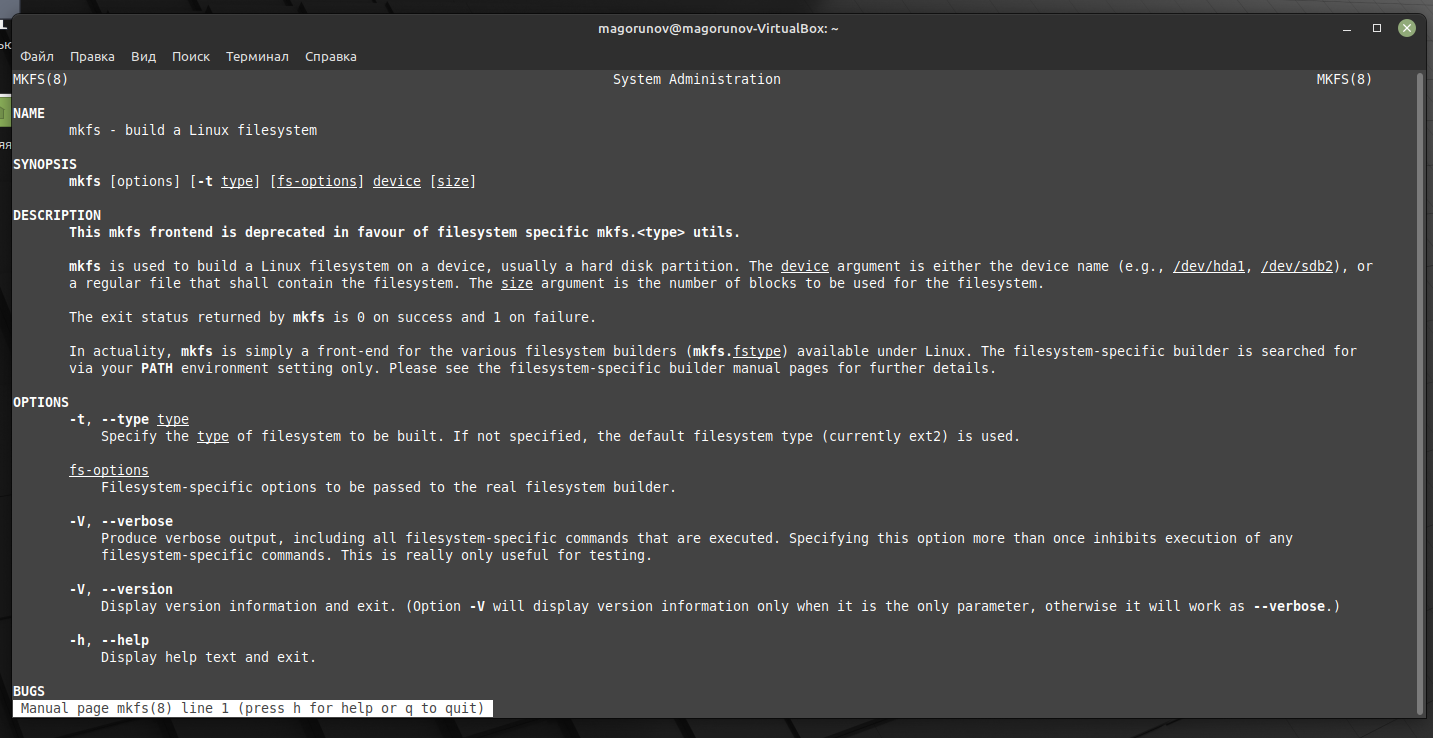 magorunov@magorunov-VirtualBox: ~
Файл Правка Вид Поиск Терминал Справка
MKFS(8) System Administration MKFS(8)
NAME
mkfs - build a Linux filesystem
SYNOPSIS
mkfs [options] [-t type] [fs-options] device [size]
DESCRIPTION
This mkfs frontend is deprecated in favour of filesystem specific mkfs.<type> utils.
mkfs is used to build a Linux filesystem on a device, usually a hard disk partition. The device argument is either the device name (e.g., /dev/hda1, /dev/sdb2), or
a regular file that shall contain the filesystem. The size argument is the number of blocks to be used for the filesystem.
The exit status returned by mkfs is 0 on success and 1 on failure.
In actuality, mkfs is simply a front-end for the various filesystem builders (mkfs.fstype) available under Linux. The filesystem-specific builder is searched for
via your PATH environment setting only. Please see the filesystem-specific builder manual pages for further details.
OPTIONS
-t, --type type
Specify the type of filesystem to be built. If not specified, the default filesystem type (currently ext2) is used.
fs-options
Filesystem-specific options to be passed to the real filesystem builder.
-V, --verbose
Produce verbose output, including all filesystem-specific commands that are executed. Specifying this option more than once inhibits execution of any
filesystem-specific commands. This is really only useful for testing.
-V, --version
Display version information and exit. (Option -V will display version information only when it is the only parameter, otherwise it will work as --verbose.)
-h, --help
Display help text and exit.
BUGS
Manual page mkfs(8) line 1 (press h for help or q to quit)